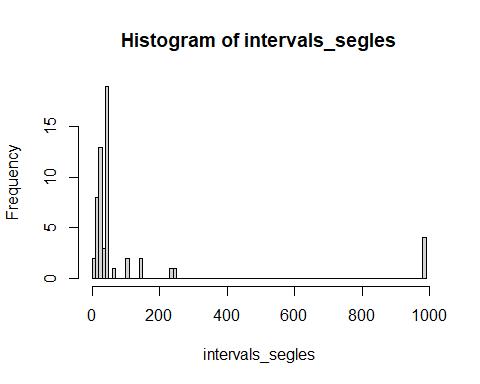 Histogram of intervals_segles
Frequency
15
10
5
0
0 200 400 600 800 1000
intervals_segles